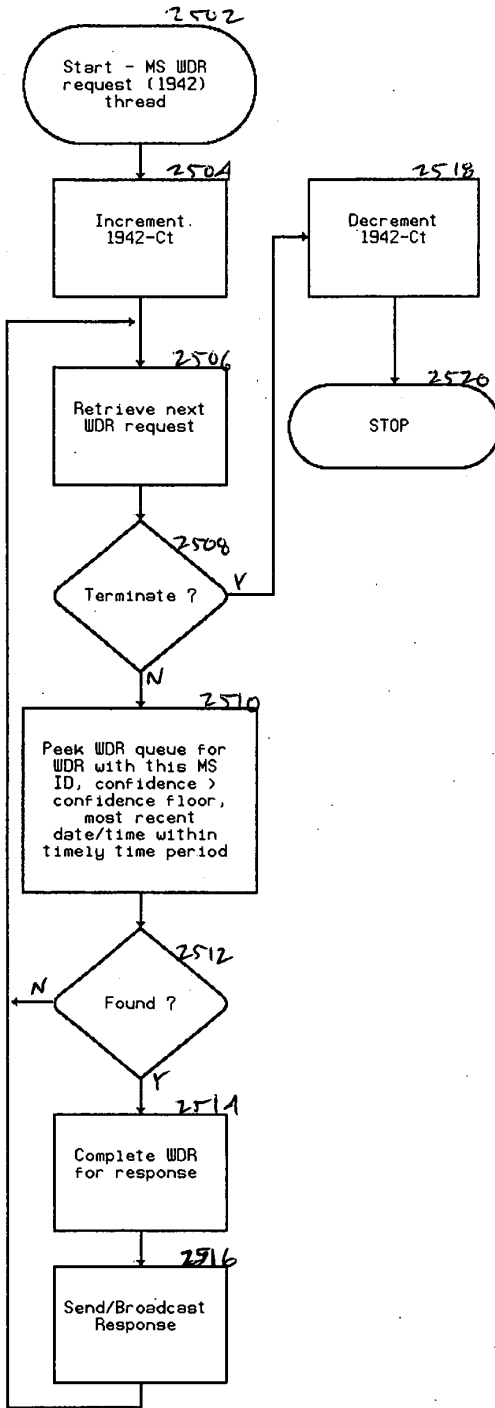 2502
Start - MS WDR
request (1942)
thread
2504
Increment
1942-Ct
2506
Retrieve next
WDR request
2508
Terminate ?
Y
N
2518
Decrement
1942-Ct
2520
STOP
2510
Peek WDR queue for
WDR with this MS
ID, confidence >
confidence floor,
most recent
date/time within
timely time period
2512
Found ?
N
Y
2514
Complete WDR
for response
2516
Send/Broadcast
Response